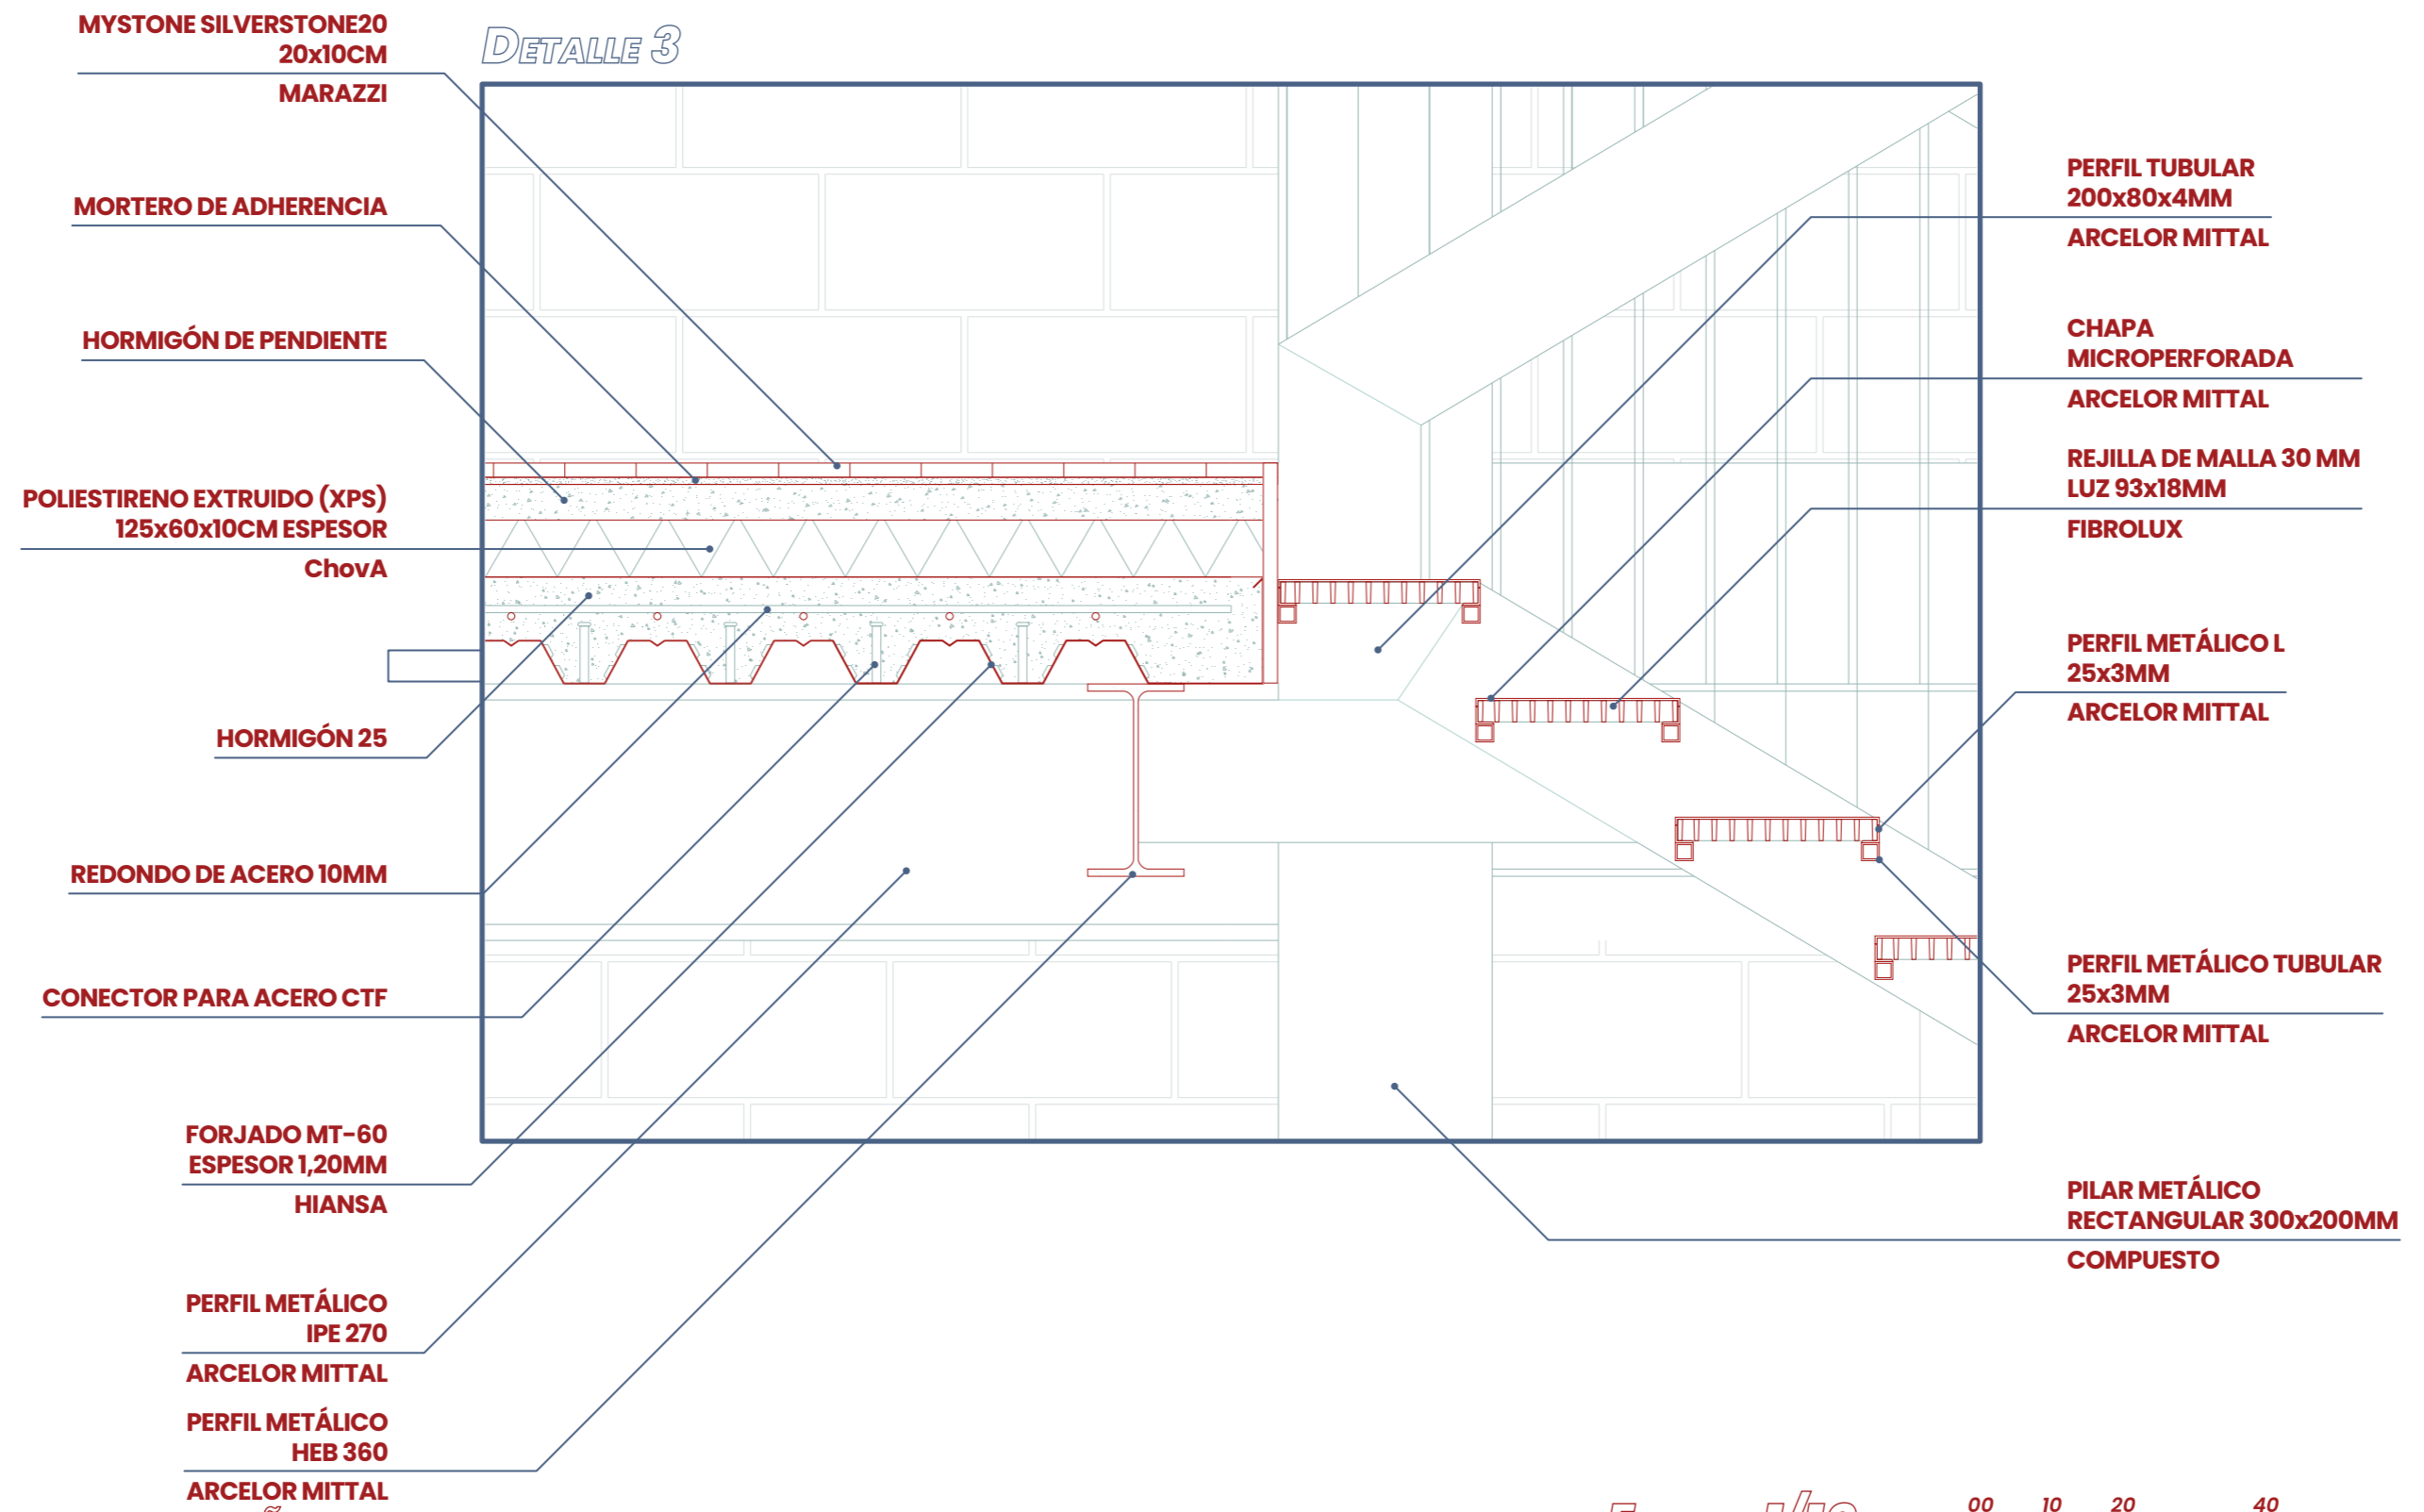 DETALLE 3
MYSTONE SILVERSTONE20
20x10CM
MARAZZI
MORTERO DE ADHERENCIA
HORMIGÓN DE PENDIENTE
POLIESTIRENO EXTRUIDO (XPS)
125x60x10CM ESPESOR
ChovA
HORMIGÓN 25
REDONDO DE ACERO 10MM
CONECTOR PARA ACERO CTF
FORJADO MT-60
ESPESOR 1,20MM
HIANSA
PERFIL METÁLICO
IPE 270
ARCELOR MITTAL
PERFIL METÁLICO
HEB 360
ARCELOR MITTAL
PERFIL TUBULAR
200x80x4MM
ARCELOR MITTAL
CHAPA
MICROPERFORADA
ARCELOR MITTAL
REJILLA DE MALLA 30 MM
LUZ 93x18MM
FIBROLUX
PERFIL METÁLICO L
25x3MM
ARCELOR MITTAL
PERFIL METÁLICO TUBULAR
25x3MM
ARCELOR MITTAL
PILAR METÁLICO
RECTANGULAR 300x200MM
COMPUESTO
00 10 20 40